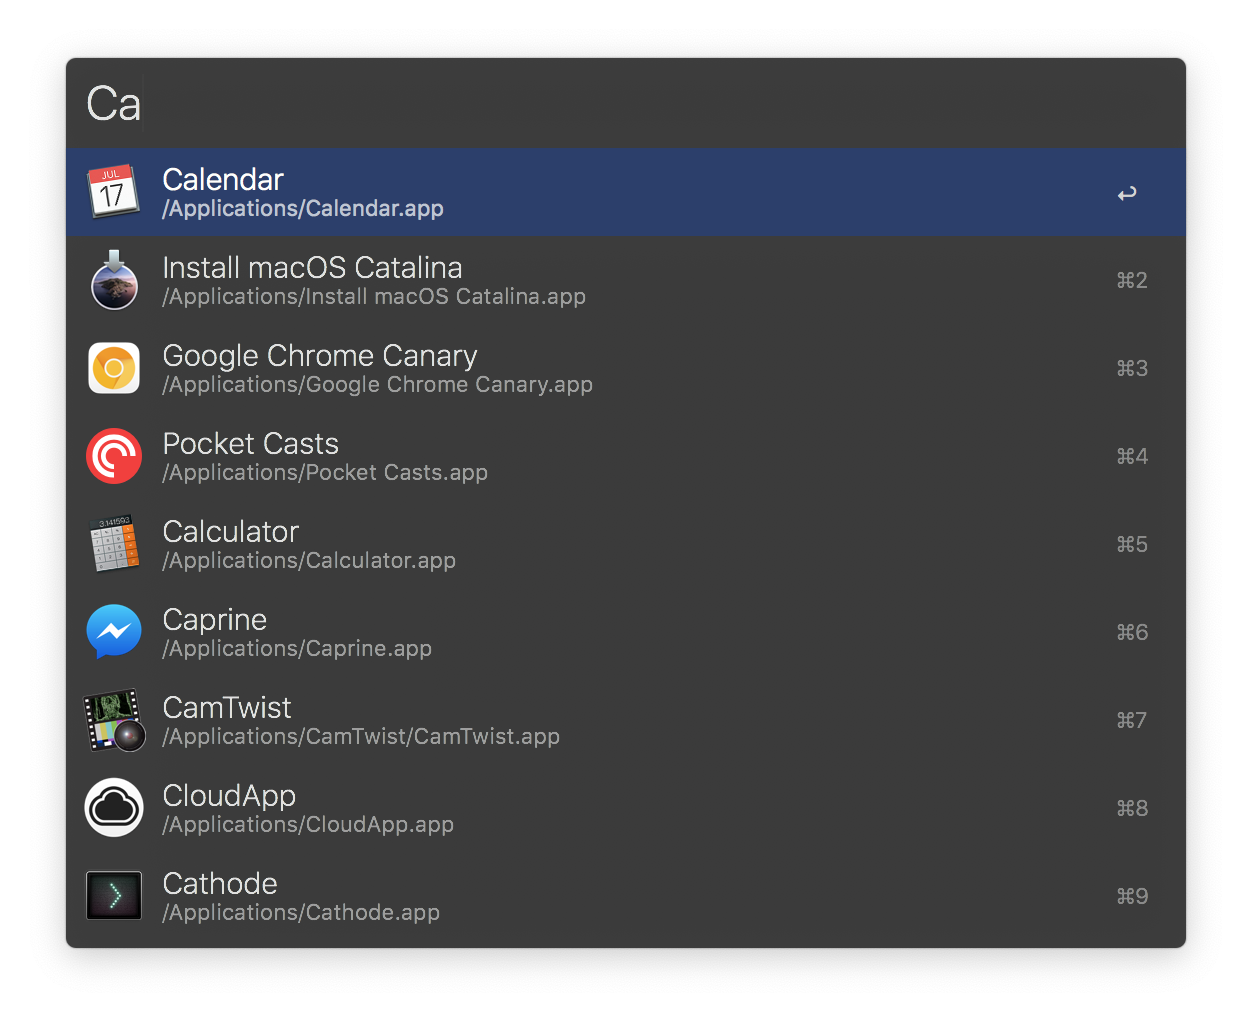 Ca
JUL
17
Calendar
/Applications/Calendar.app
↩
Install macOS Catalina
/Applications/Install macOS Catalina.app
⌘2
Google Chrome Canary
/Applications/Google Chrome Canary.app
⌘3
Pocket Casts
/Applications/Pocket Casts.app
⌘4
3.141593
Calculator
/Applications/Calculator.app
⌘5
Caprine
/Applications/Caprine.app
⌘6
CamTwist
/Applications/CamTwist/CamTwist.app
⌘7
CloudApp
/Applications/CloudApp.app
⌘8
Cathode
/Applications/Cathode.app
⌘9